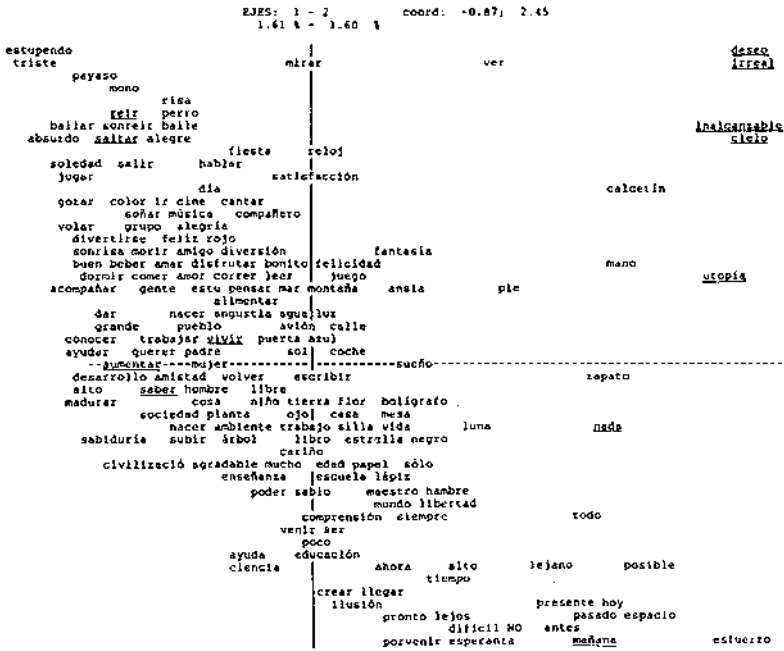 EJES: 1 - 2 coord: -0.87; 2.45
1.61 % - 1.60 %
estupendo deseo
triste mirar ver irreal
payaso
mono
risa
reir perro
bailar sonreir baile inalcanzable
absurdo saltar alegre cielo
fiesta reloj
soledad salir hablar
jugar satisfacción
día calcetín
gozar color ir cine cantar
soñar música compañero
volar grupo alegría
divertirse feliz rojo
sonrisa morir amigo diversión fantasía
buen beber amar disfrutar bonito felicidad mano
dormir comer amor correr leer juego utopía
acompañar gente estu pensar mar montaña ansia pie
alimentar
dar nacer angustia agua luz
grande pueblo avión calle
conocer trabajar vivir puerta azul
ayudar querer padre sol coche
aumentar mujer sueño
desarrollo amistad volver escribir zapato
alto saber hombre libre
madurar cosa niño tierra flor bolígrafo
sociedad planta ojo casa mesa
nacer ambiente trabajo silla vida luna nada
sabiduría subir árbol libro estrella negro
cariño
civilizació agradable mucho edad papel sólo
enseñanza escuela lápiz
poder sabio maestro hambre
mundo libertad
comprensión siempre todo
venir ser
poco
ayuda educación
ciencia ahora alto lejano posible
tiempo
crear llegar
ilusión presente hoy
pronto lejos pasado espacio
difícil NO antes
porvenir esperanza mañana esfuerzo